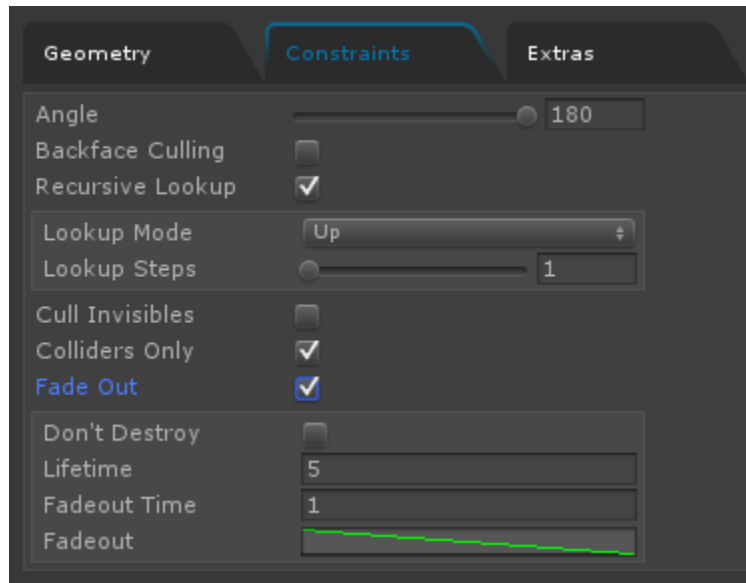 Geometry Constraints Extras
Angle 180
Backface Culling
Recursive Lookup
Lookup Mode Up
Lookup Steps 1
Cull Invisibles
Colliders Only
Fade Out
Don't Destroy
Lifetime 5
Fadeout Time 1
Fadeout